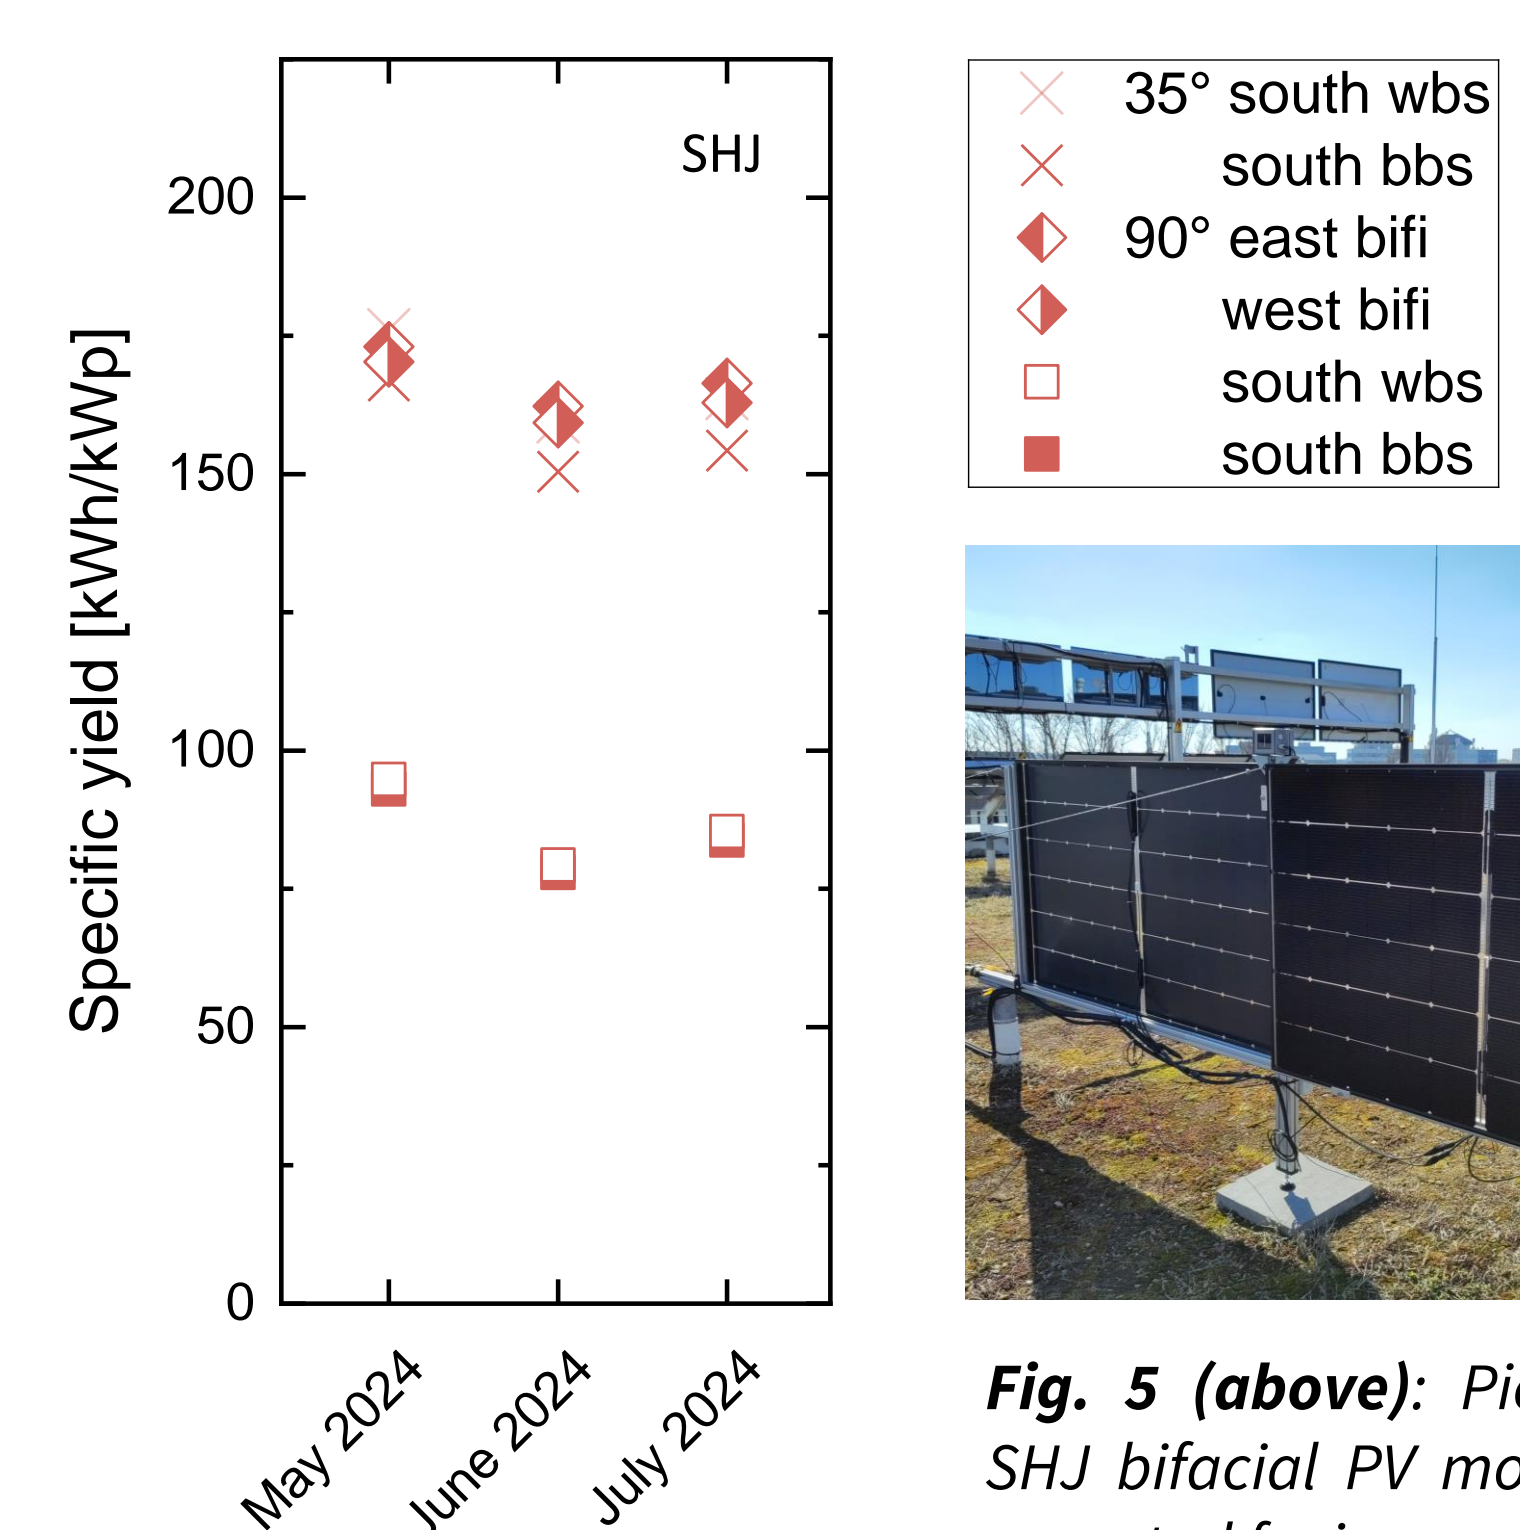 SHJ
200
150
100
50
0
Specific yield [kWh/kWp]
May 2024
June 2024
July 2024
35° south wbs
south bbs
90° east bifi
west bifi
south wbs
south bbs
Fig. 5 (above): Pic
SHJ bifacial PV mo